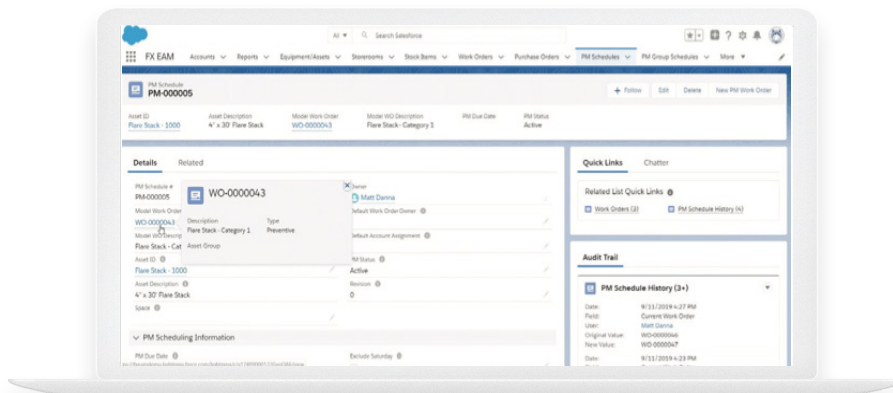 All ▾ Search Salesforce
FX EAM Accounts Reports Equipment/Assets Storerooms Stock Items Work Orders Purchase Orders PM Schedules PM Group Schedules More
PM Schedule
PM-000005
+ Follow Edit Delete New PM Work Order
Asset ID Asset Description Model Work Order Model WO Description PM Due Date PM Status
Flare Stack - 1000 4" x 30' Flare Stack WO-0000043 Flare Stack - Category 1 Active
Details Related
PM Schedule #
PM-000005
Model Work Order
WO-0000043
Model WO Descrip
Flare Stack - Cat
Asset ID
Flare Stack - 1000
Asset Description
4" x 30' Flare Stack
Space
WO-0000043
Description Type
Flare Stack - Category 1 Preventive
Asset Group
Owner
Matt Danna
Default Work Order Owner
Default Account Assignment
PM Status
Active
Revision
0
PM Scheduling Information
PM Due Date Exclude Saturday
Quick Links Chatter
Related List Quick Links
Work Orders (3) PM Schedule History (4)
Audit Trail
PM Schedule History (3+)
Date: 9/11/2019 4:27 PM
Field: Current Work Order
User: Matt Danna
Original Value: WO-0000046
New Value: WO-0000047
Date: 9/11/2019 4:23 PM